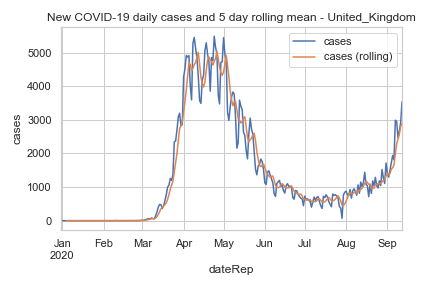 New COVID-19 daily cases and 5 day rolling mean - United_Kingdom
cases
cases (rolling)
cases
5000
4000
3000
2000
1000
0
Jan Feb Mar Apr May Jun Jul Aug Sep
2020
dateRep